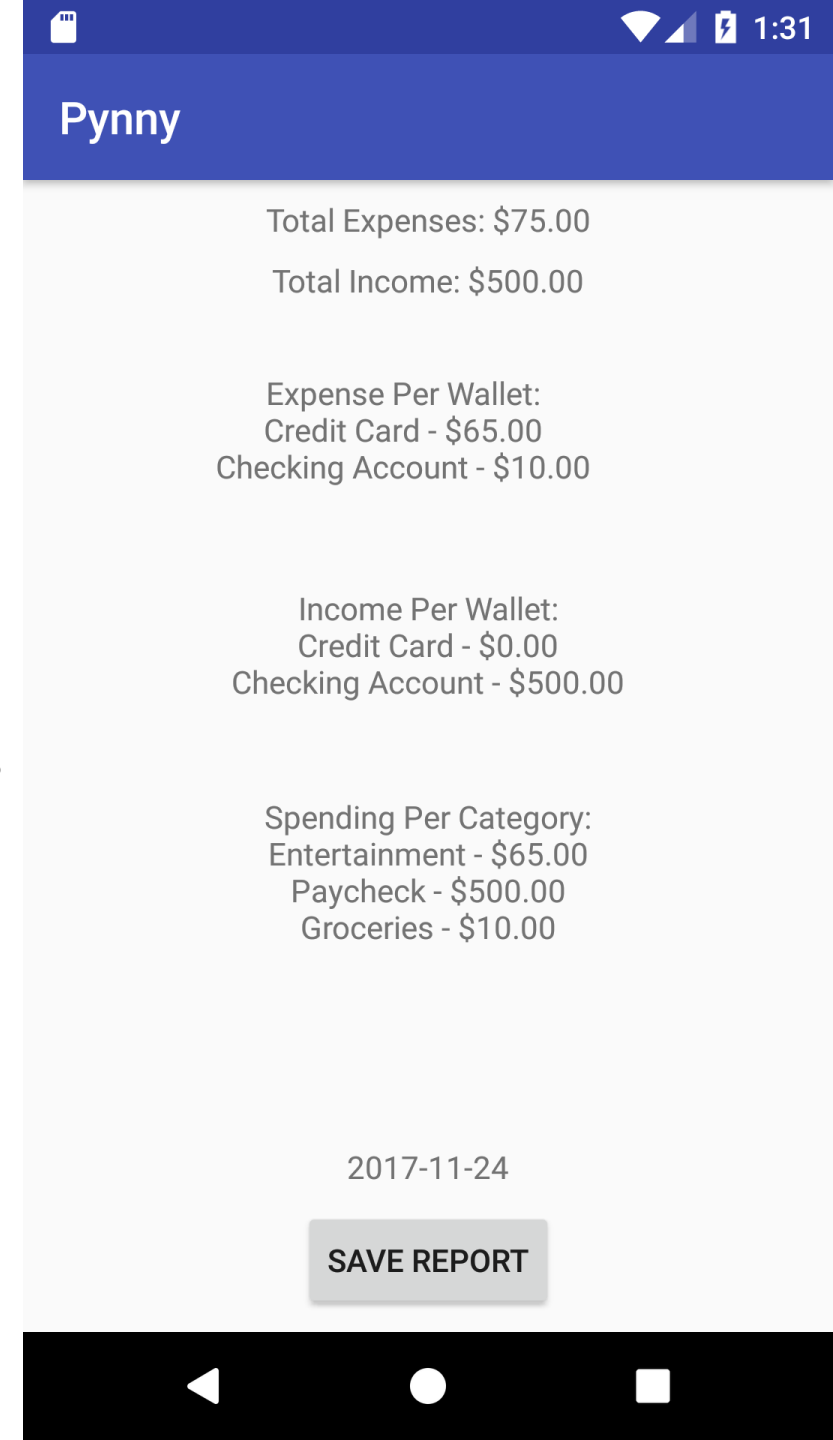 1:31
Pynny
Total Expenses: $75.00
Total Income: $500.00
Expense Per Wallet:
Credit Card - $65.00
Checking Account - $10.00
Income Per Wallet:
Credit Card - $0.00
Checking Account - $500.00
Spending Per Category:
Entertainment - $65.00
Paycheck - $500.00
Groceries - $10.00
2017-11-24
SAVE REPORT